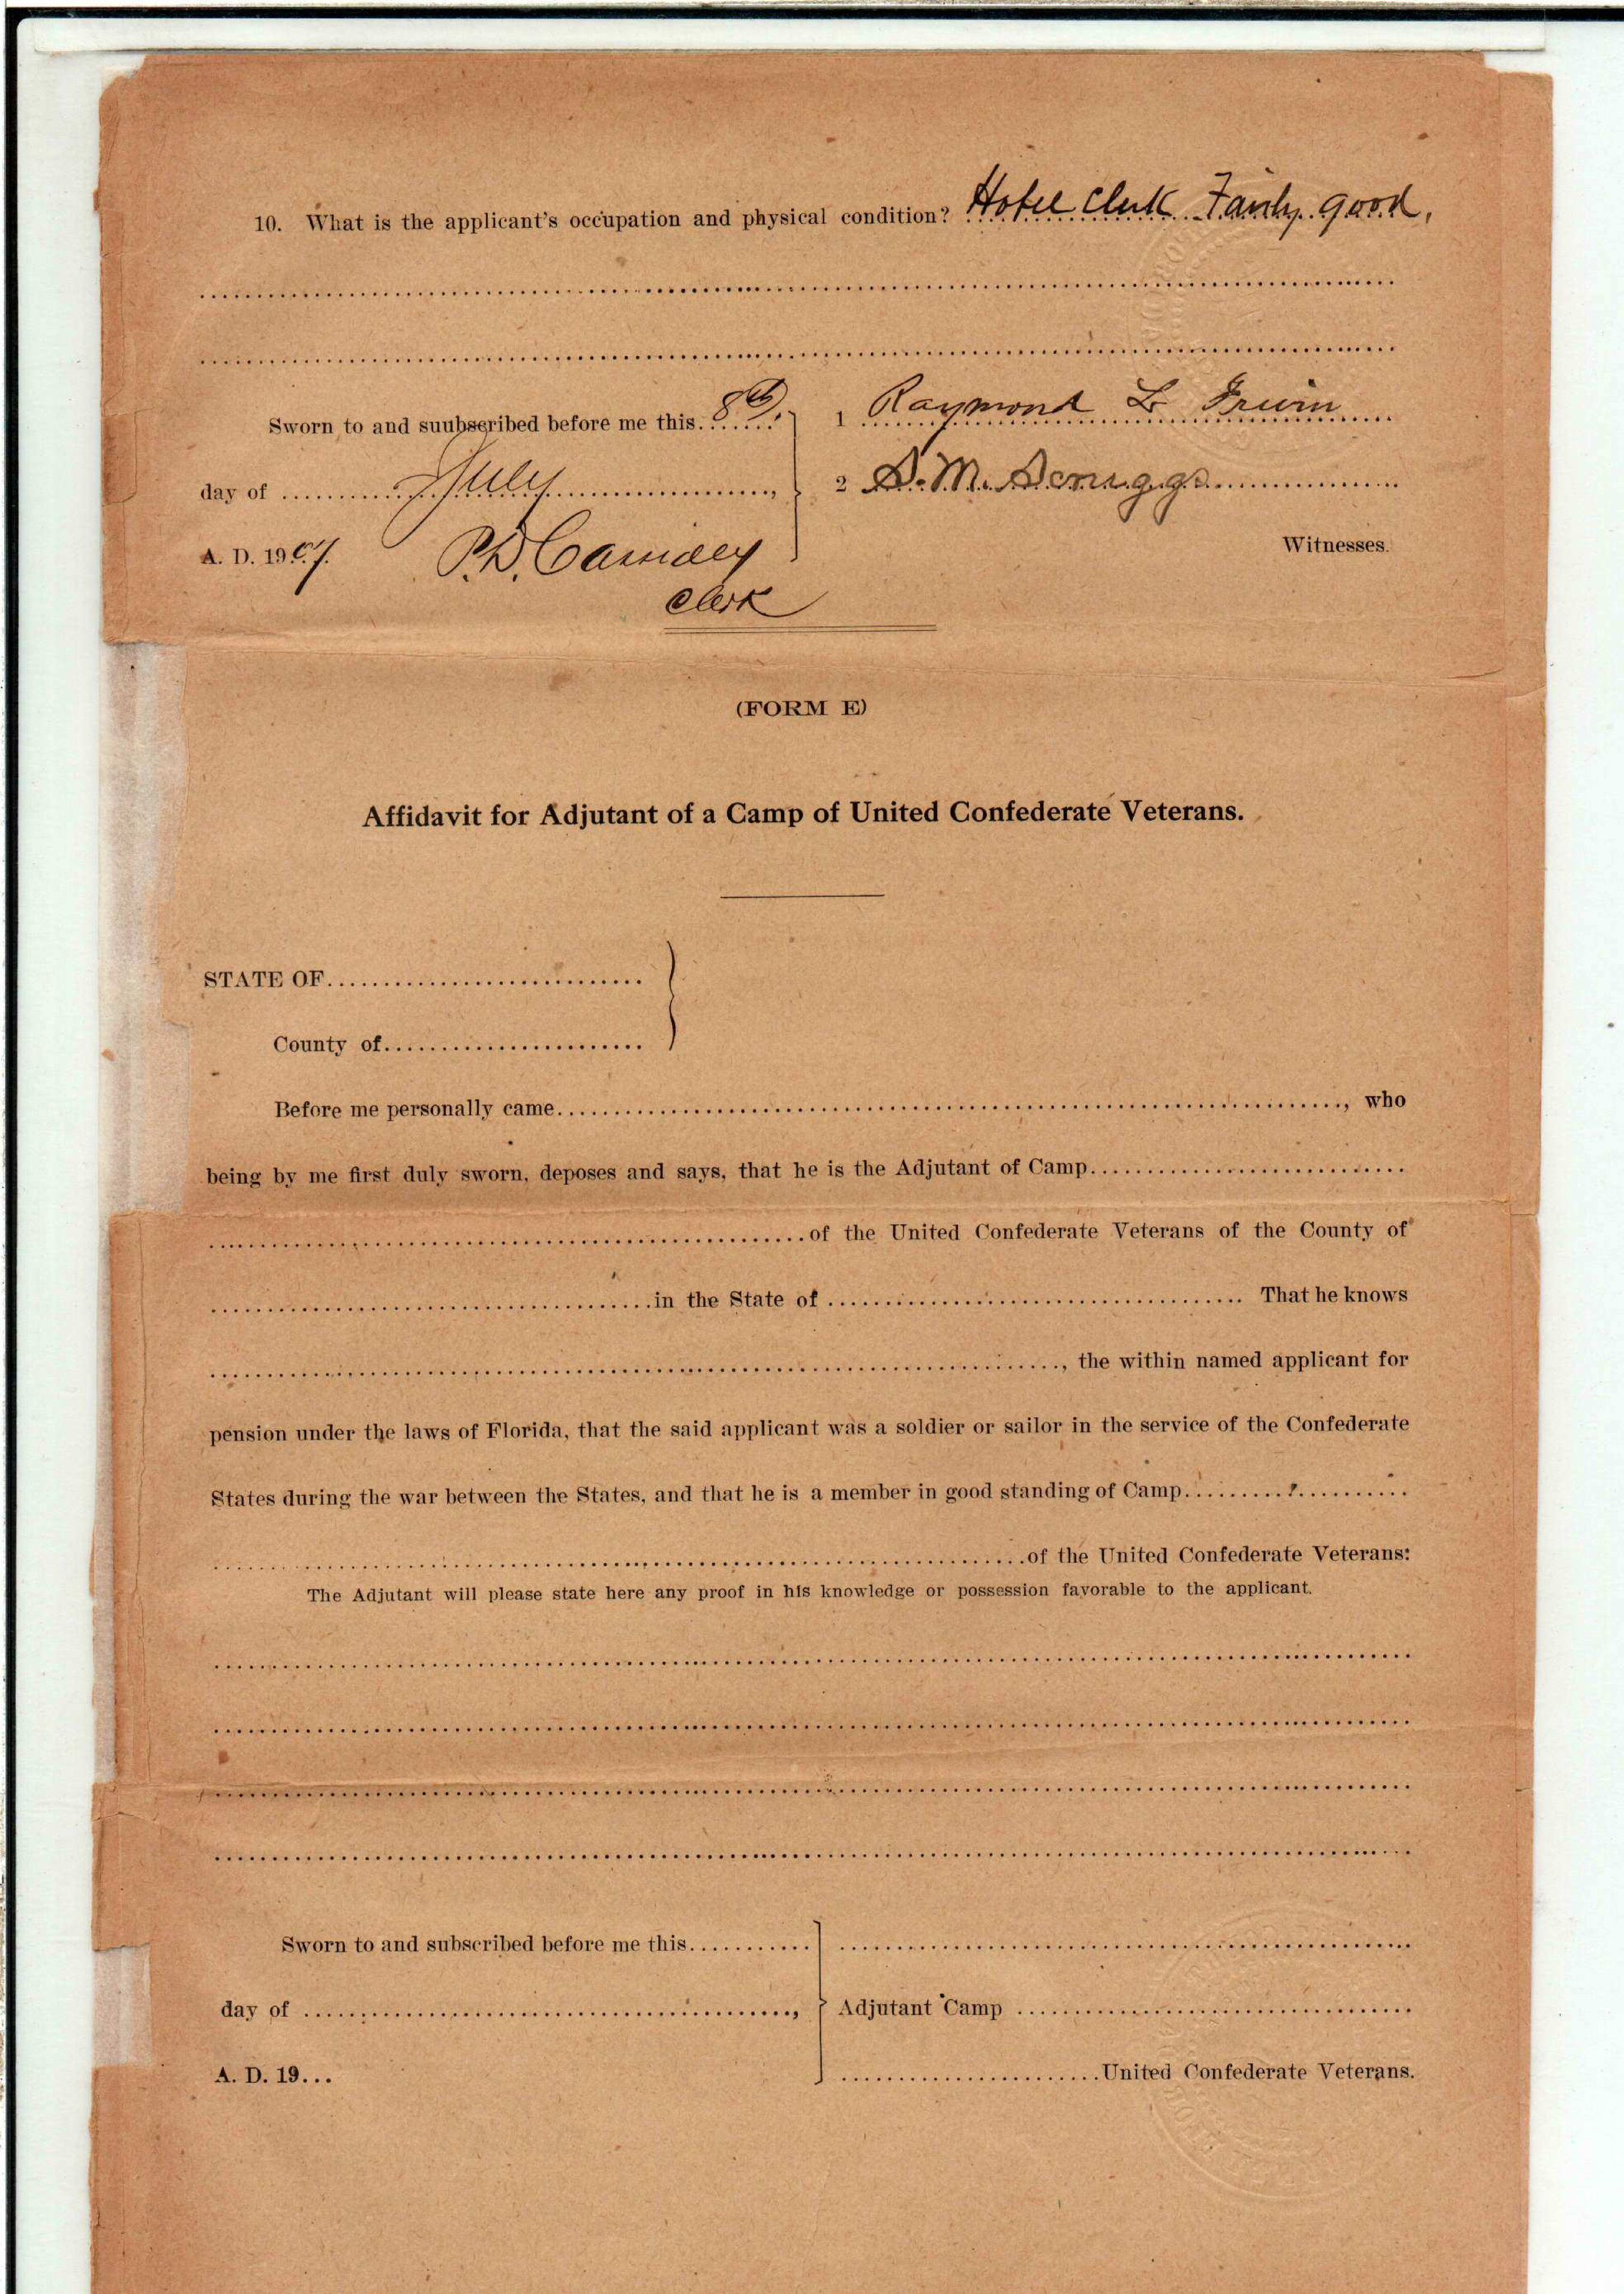 10. What is the applicant's occupation and physical condition? Hotel Clerk Fairly good,
Sworn to and suubscribed before me this 8th 1 Raymond L Irwin
day of July, 2 S. M. Scruggs
A. D. 1907. P. D. Cassidey Witnesses.
Clerk
(FORM E)
Affidavit for Adjutant of a Camp of United Confederate Veterans.
STATE OF
County of
Before me personally came, who
being by me first duly sworn, deposes and says, that he is the Adjutant of Camp
of the United Confederate Veterans of the County of
in the State of. That he knows
, the within named applicant for
pension under the laws of Florida, that the said applicant was a soldier or sailor in the service of the Confederate
States during the war between the States, and that he is a member in good standing of Camp
of the United Confederate Veterans:
The Adjutant will please state here any proof in his knowledge or possession favorable to the applicant.
Sworn to and subscribed before me this
day of, Adjutant Camp
A. D. 19... United Confederate Veterans.